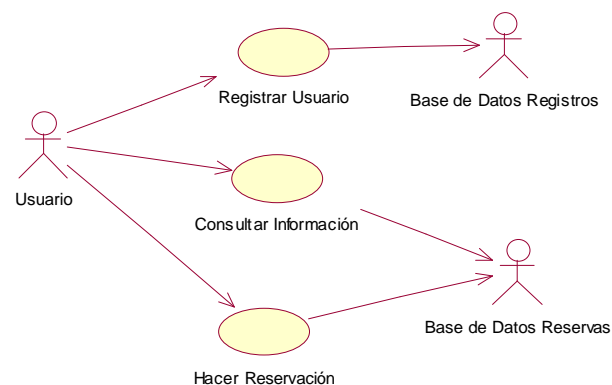 Registrar Usuario
Base de Datos Registros
Usuario
Consultar Información
Base de Datos Reservas
Hacer Reservación